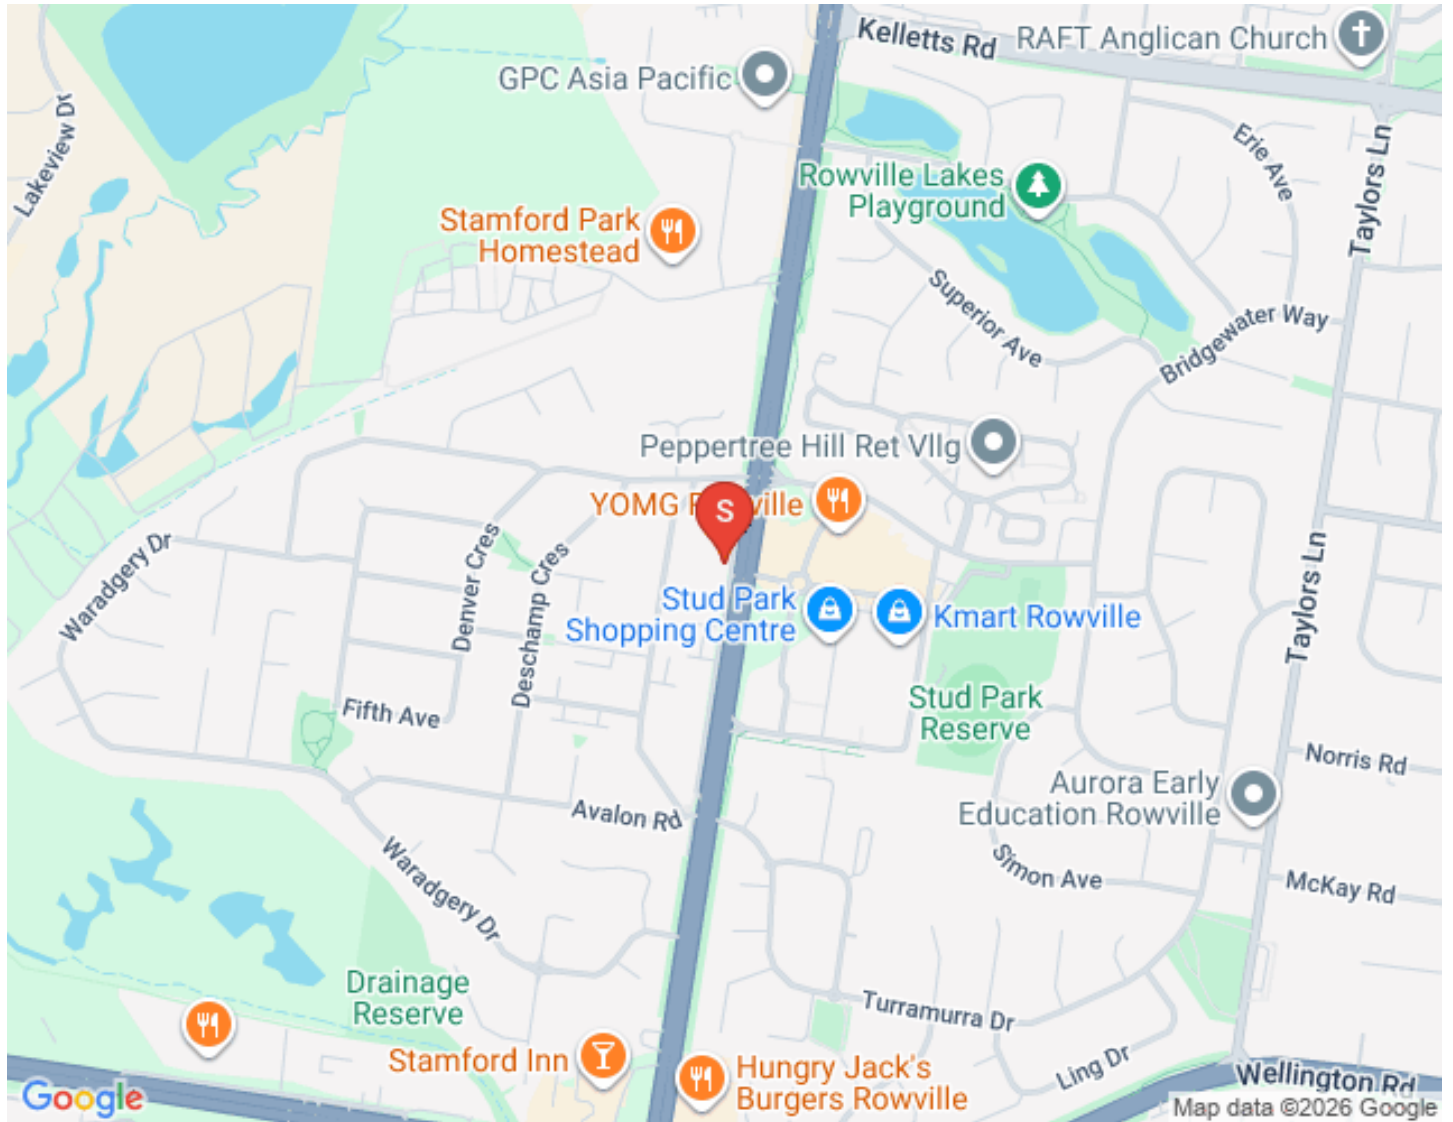 Kelletts Rd
RAFT Anglican Church
GPC Asia Pacific
Lakeview Dr
Erie Ave
Taylors Ln
Rowville Lakes
Playground
Stamford Park
Homestead
Superior Ave
Bridgewater Way
Peppertree Hill Ret Vllg
YOMG
ville
S
Waradgery Dr
Denver Cres
Deschamp Cres
Stud Park
Shopping Centre
Kmart Rowville
Taylors Ln
Fifth Ave
Stud Park
Reserve
Norris Rd
Aurora Early
Education Rowville
Avalon Rd
Simon Ave
McKay Rd
Waradgery Dr
Drainage
Reserve
Turramurra Dr
Stamford Inn
Hungry Jack's
Burgers Rowville
Ling Dr
Wellington Rd
Google
Map data ©2026 Google